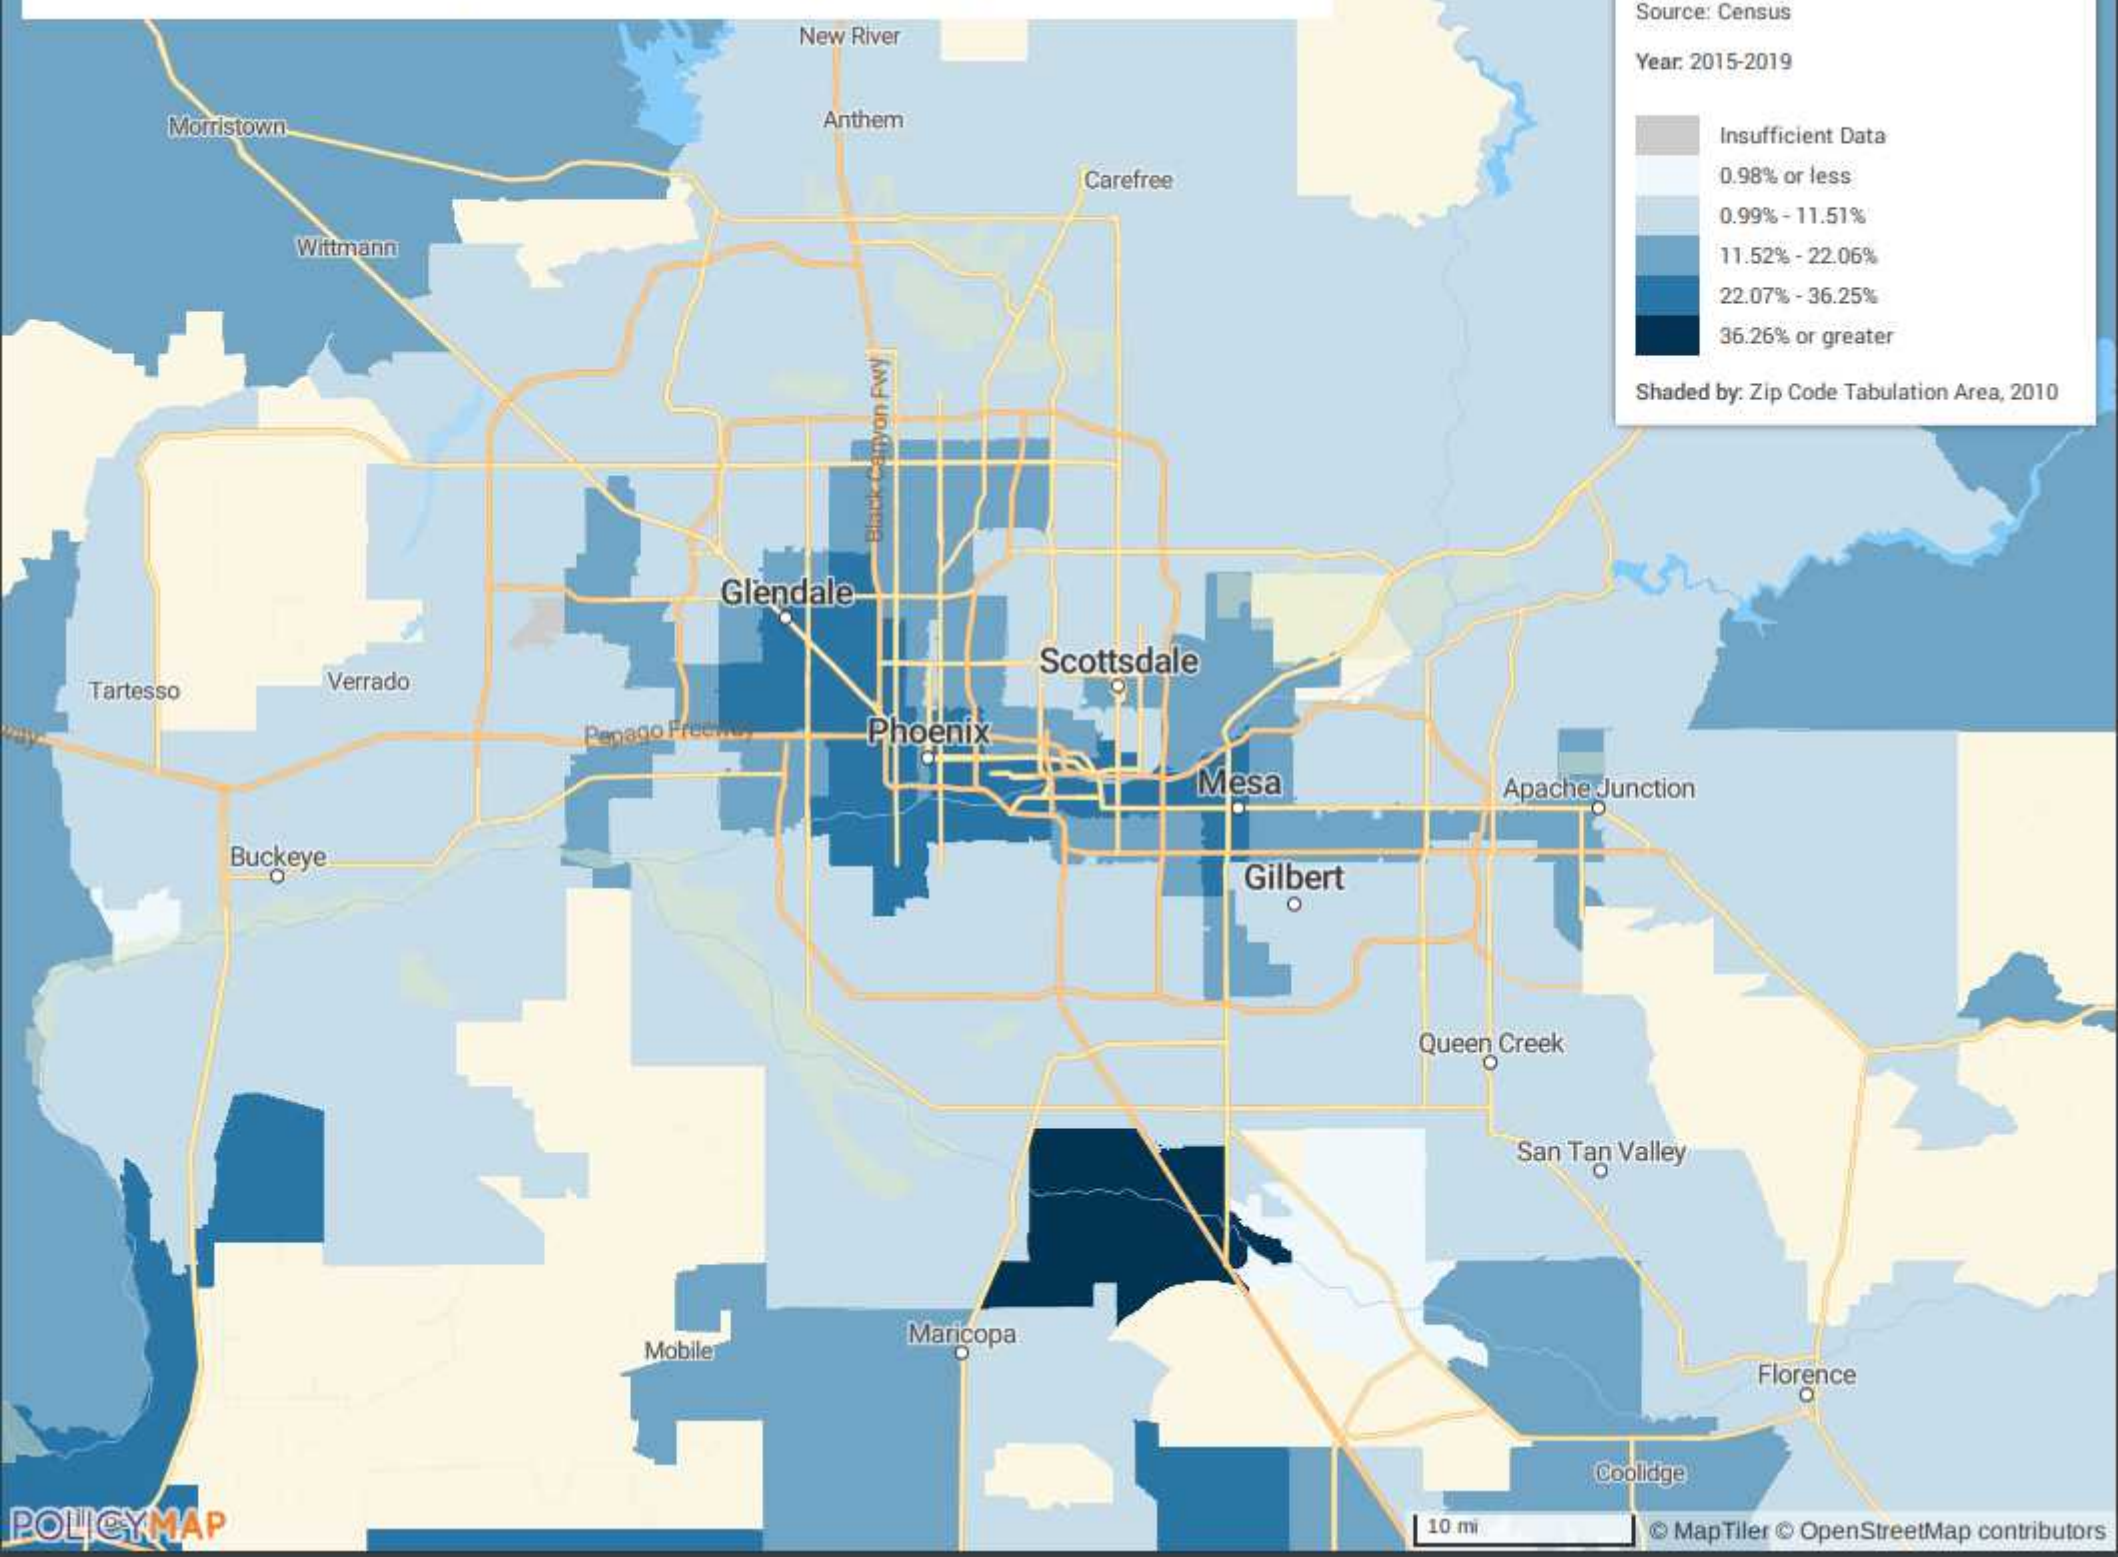 Source: Census
Year: 2015-2019
Insufficient Data
0.98% or less
0.99% - 11.51%
11.52% - 22.06%
22.07% - 36.25%
36.26% or greater
Shaded by: Zip Code Tabulation Area, 2010
New River
Anthem
Morristown
Carefree
Wittmann
Black Canyon Fwy
Glendale
Scottsdale
Tartesso
Verrado
way
Papago Freeway
Phoenix
Mesa
Apache Junction
Buckeye
Gilbert
Queen Creek
San Tan Valley
Maricopa
Mobile
Florence
Coolidge
POLICYMAP
10 mi
© MapTiler © OpenStreetMap contributors